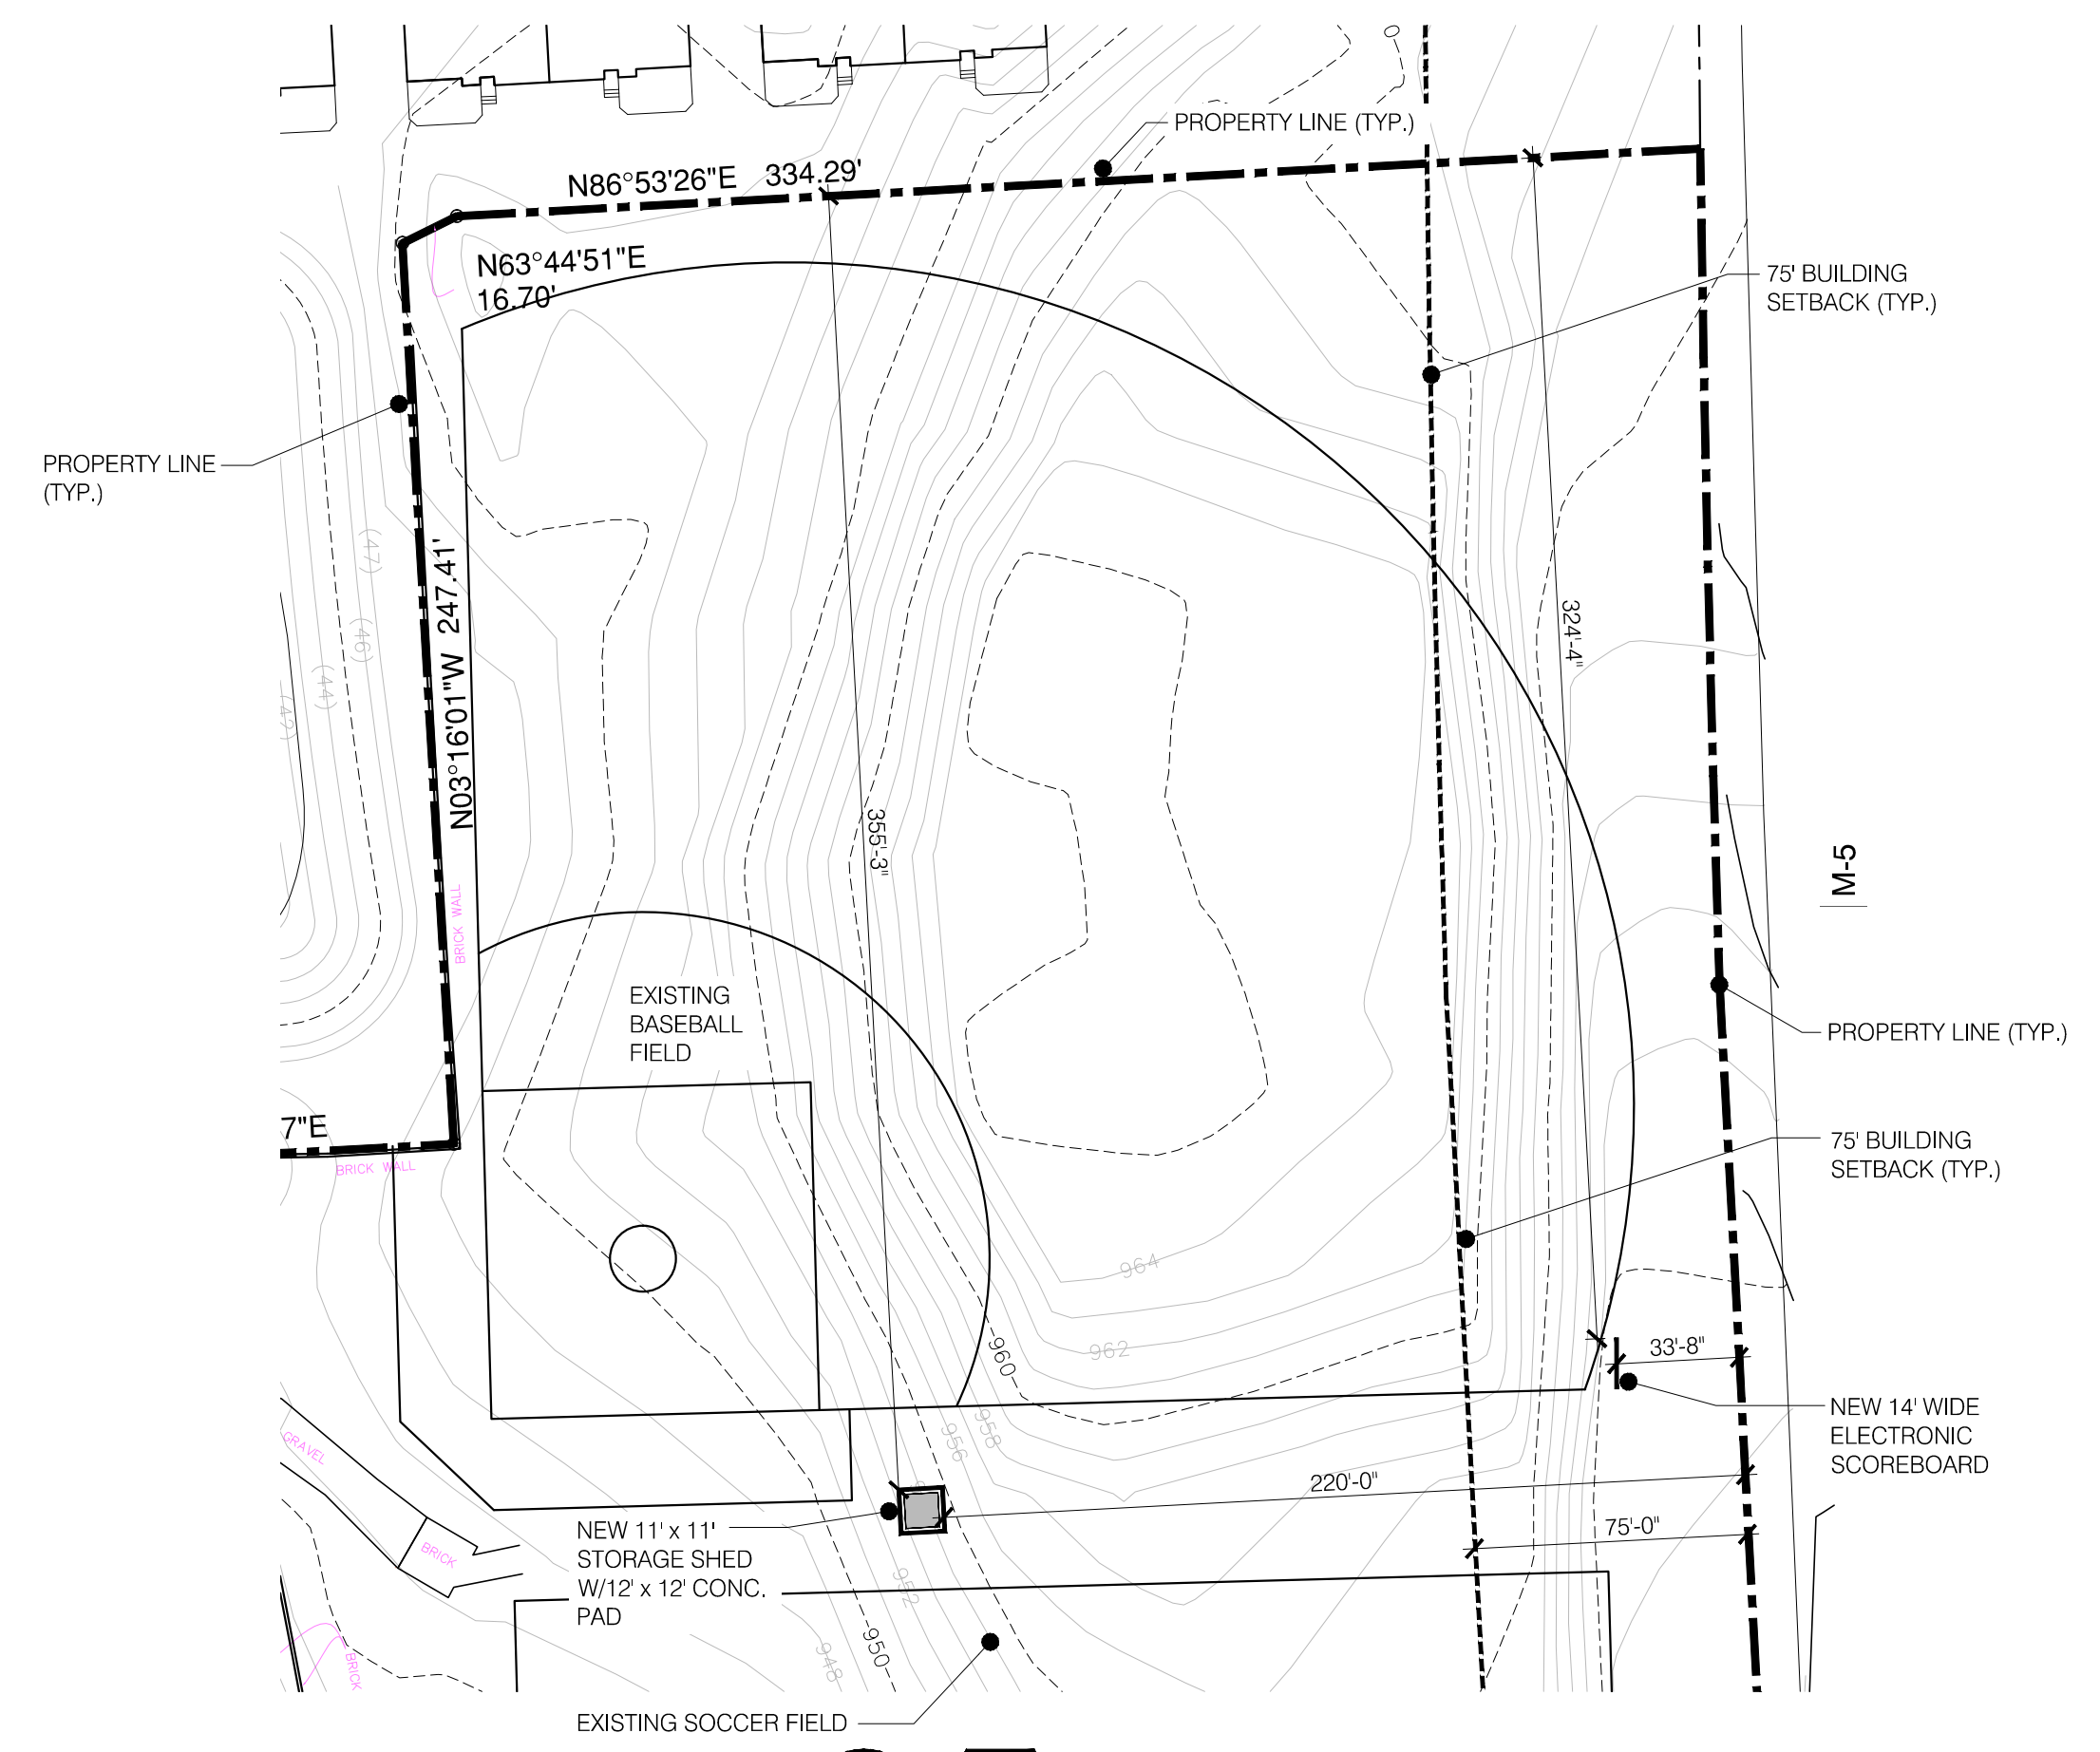 PROPERTY LINE (TYP.)
N86°53'26"E 334.29'
N63°44'51"E
16.70'
75' BUILDING
SETBACK (TYP.)
PROPERTY LINE
(TYP.)
(47)
(46)
(44)
(42)
N03°16'01"W 247.41'
324'-4"
355'-3"
M-5
BRICK WALL
EXISTING
BASEBALL
FIELD
PROPERTY LINE (TYP.)
7"E
BRICK WALL
75' BUILDING
SETBACK (TYP.)
964
962
960
33'-8"
NEW 14' WIDE
ELECTRONIC
SCOREBOARD
958
956
GRAVEL
220'-0"
75'-0"
BRICK
NEW 11' x 11'
STORAGE SHED
W/12' x 12' CONC.
PAD
952
950
948
BRICK
EXISTING SOCCER FIELD